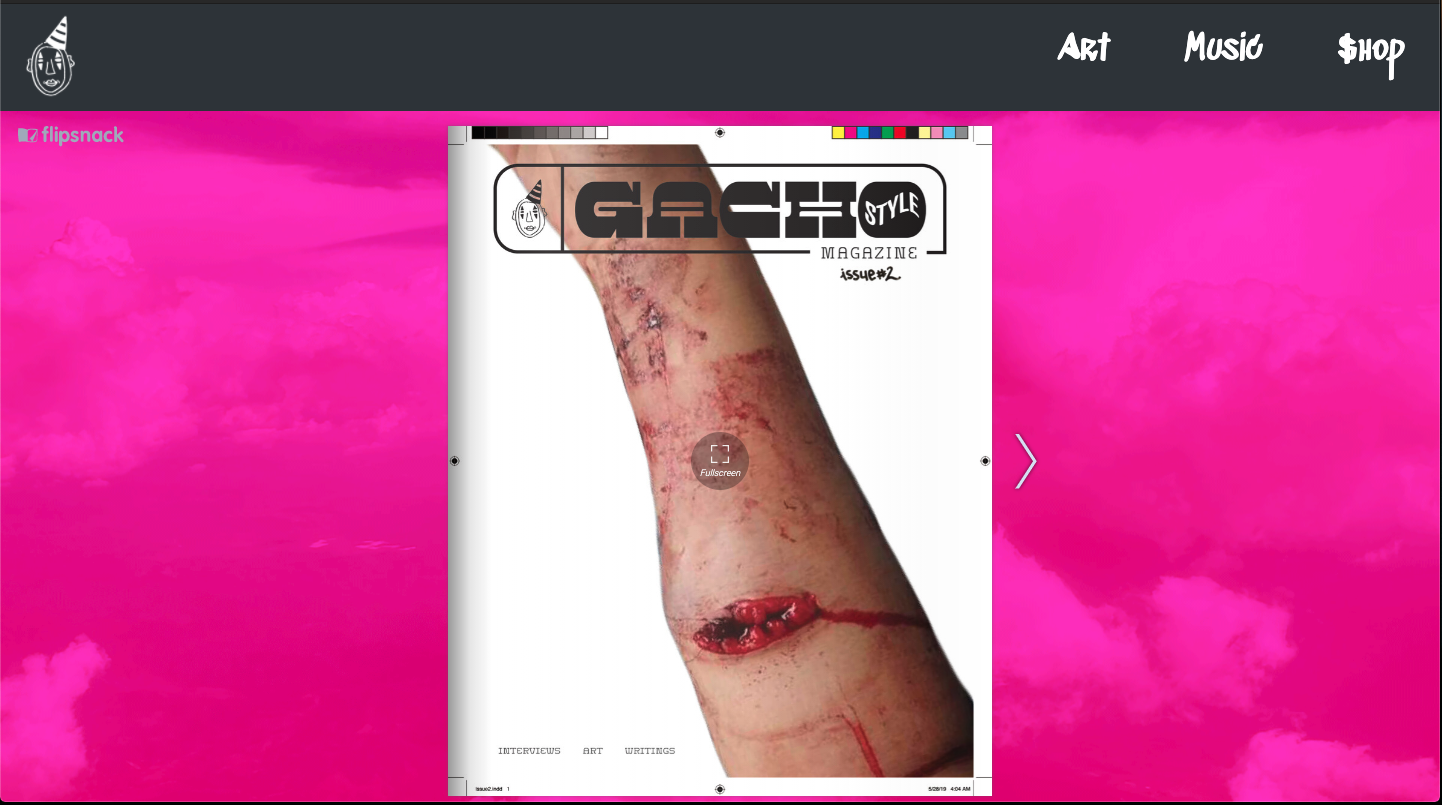 Art Music $hop
flipsnack
GACHO STYLE
MAGAZINE
issue#2
Fullscreen
INTERVIEWS ART WRITINGS
issue2.indd 1 5/28/19 4:04 AM